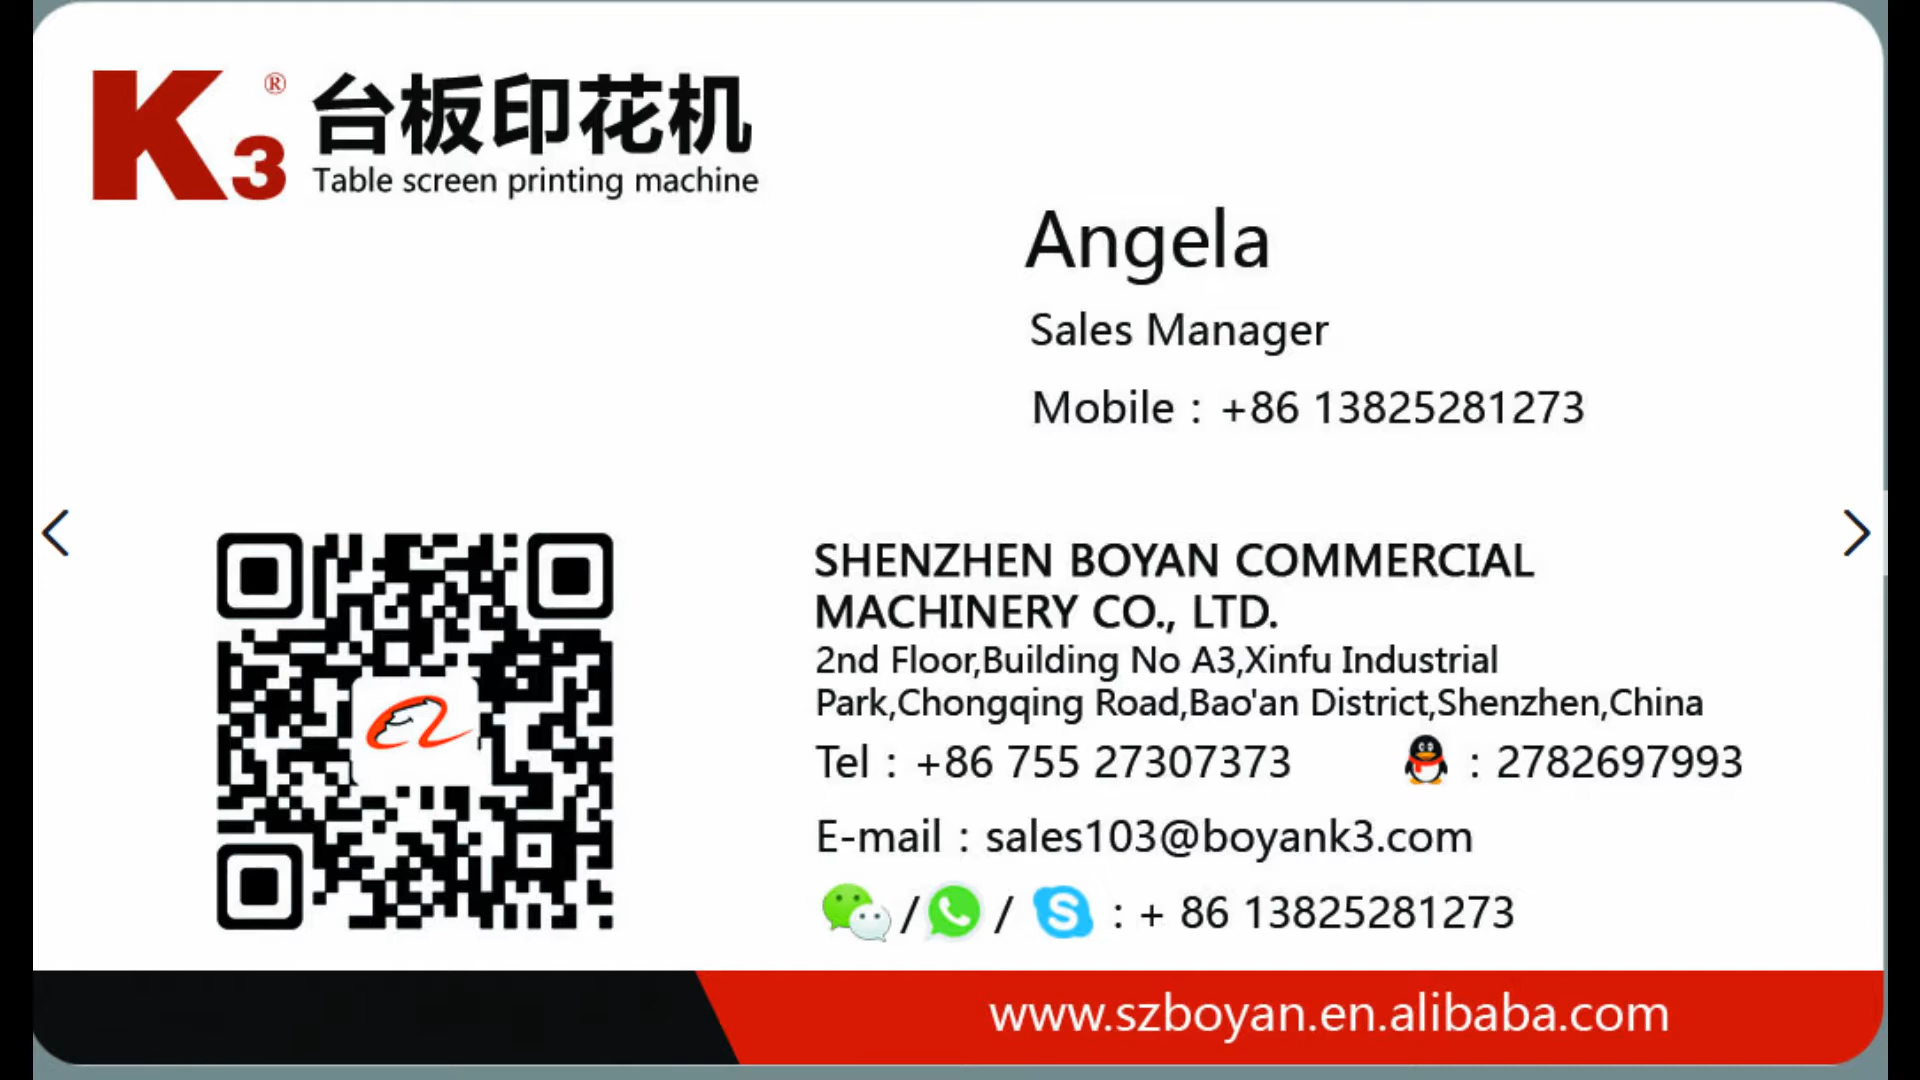 K3® 台板印花机
Table screen printing machine
Angela
Sales Manager
Mobile : +86 13825281273
SHENZHEN BOYAN COMMERCIAL
MACHINERY CO., LTD.
2nd Floor,Building No A3,Xinfu Industrial
Park,Chongqing Road,Bao'an District,Shenzhen,China
Tel : +86 755 27307373 : 2782697993
E-mail : sales103@boyank3.com
/ / : + 86 13825281273
www.szboyan.en.alibaba.com